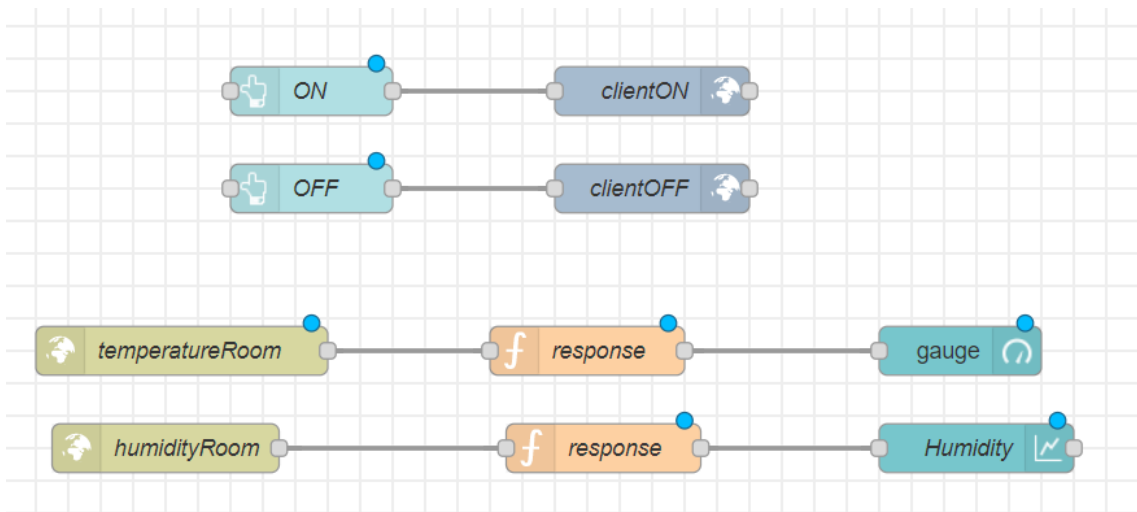 ON
clientON
OFF
clientOFF
temperatureRoom
response
gauge
humidityRoom
response
Humidity